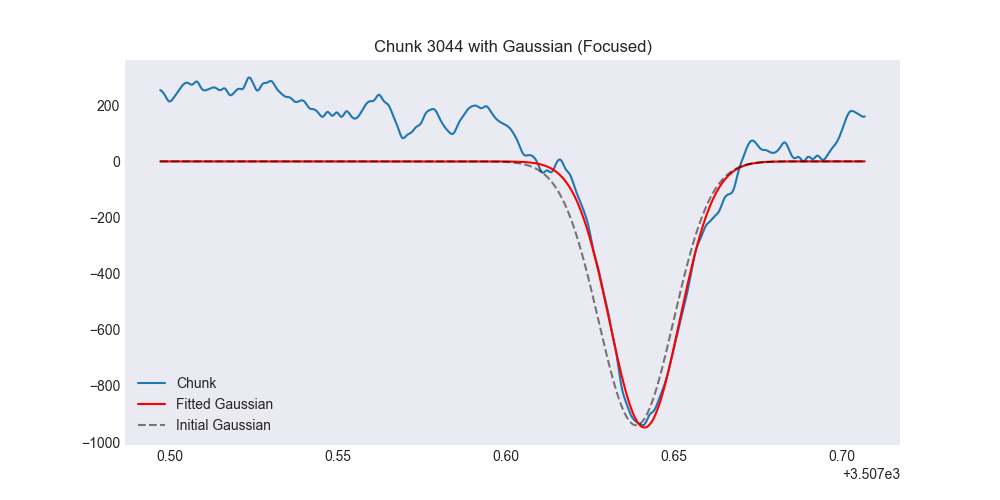 Chunk 3044 with Gaussian (Focused)
200
0
−200
−400
−600
−800
−1000
Chunk
Fitted Gaussian
Initial Gaussian
0.50 0.55 0.60 0.65 0.70
+3.507e3